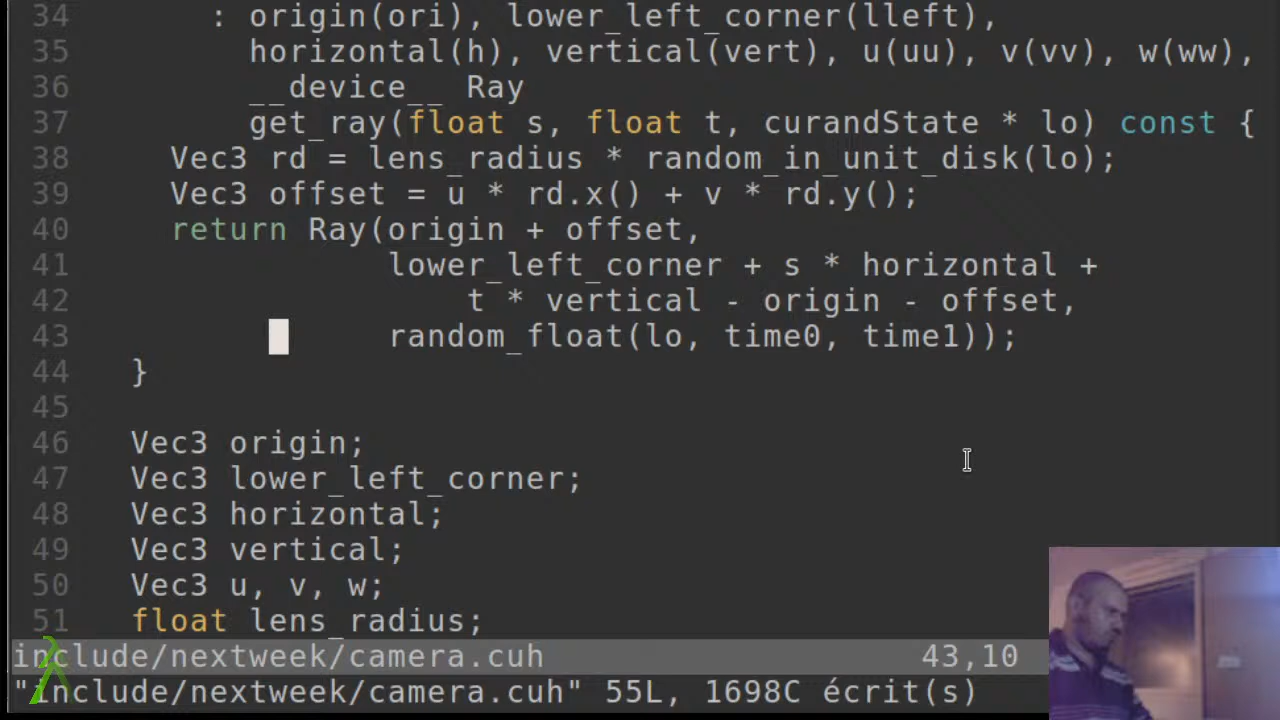 34 : origin(ori), lower_left_corner(lleft),
35 horizontal(h), vertical(vert), u(uu), v(vv), w(ww),
36 __device__ Ray
37 get_ray(float s, float t, curandState * lo) const {
38 Vec3 rd = lens_radius * random_in_unit_disk(lo);
39 Vec3 offset = u * rd.x() + v * rd.y();
40 return Ray(origin + offset,
41 lower_left_corner + s * horizontal +
42 t * vertical - origin - offset,
43 random_float(lo, time0, time1));
44 }
45
46 Vec3 origin;
47 Vec3 lower_left_corner;
48 Vec3 horizontal;
49 Vec3 vertical;
50 Vec3 u, v, w;
51 float lens_radius;
include/nextweek/camera.cuh 43,10
"include/nextweek/camera.cuh" 55L, 1698C écrit(s)